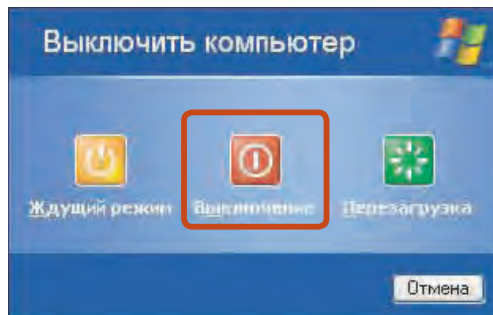 Выключить компьютер
Ждущий режим Выключение Перезагрузка
Отмена